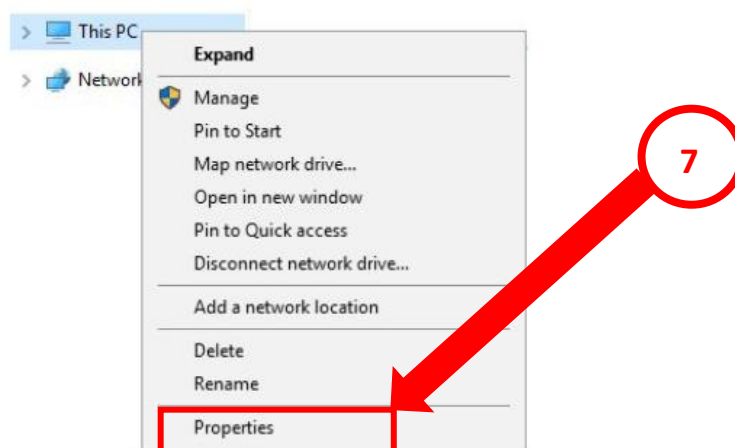 This PC
Expand
Network
Manage
Pin to Start
Map network drive...
Open in new window
Pin to Quick access
Disconnect network drive...
Add a network location
Delete
Rename
Properties
7